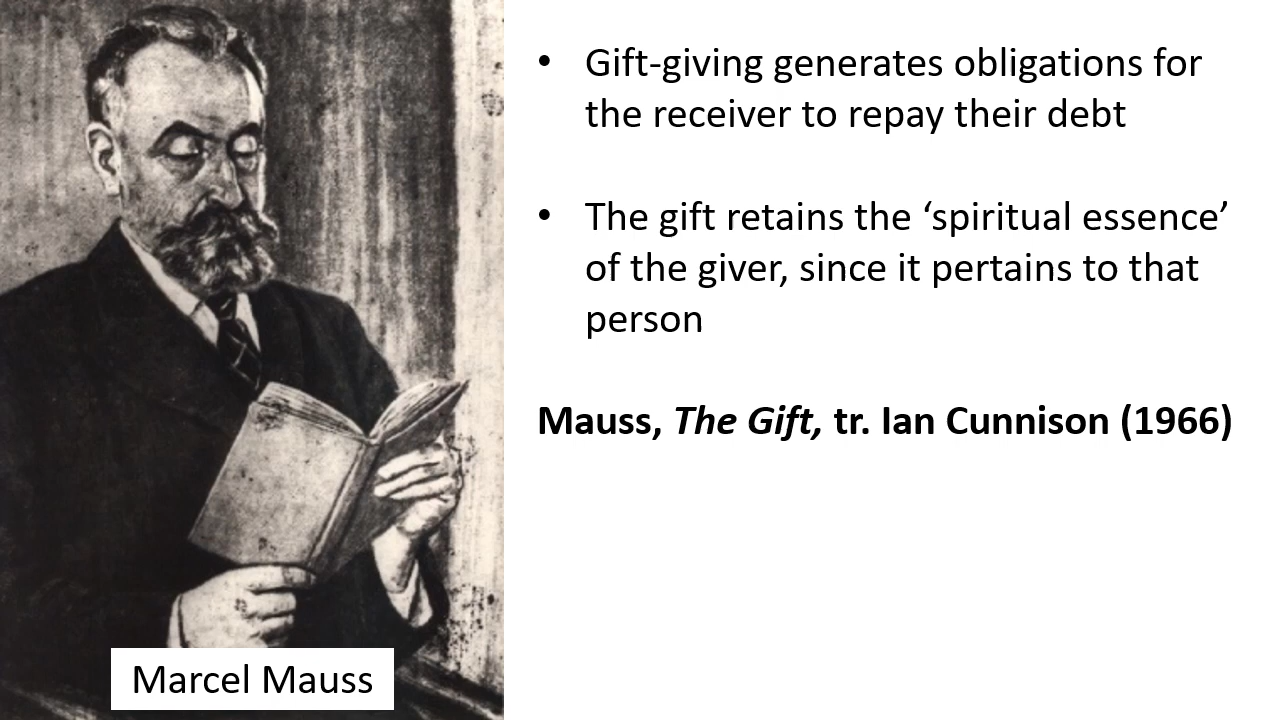 • Gift-giving generates obligations for
the receiver to repay their debt
• The gift retains the ‘spiritual essence’
of the giver, since it pertains to that
person
Mauss, The Gift, tr. Ian Cunnison (1966)
Marcel Mauss